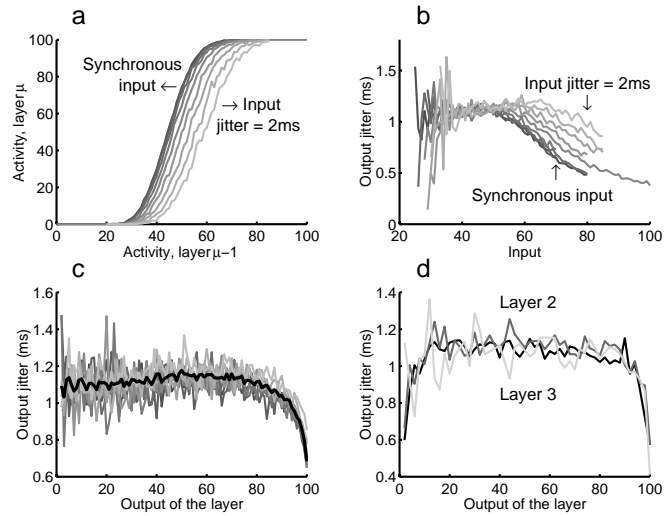 a
100
80
60
40
20
0
Activity, layer μ
Synchronous
input ←
→ Input
jitter = 2ms
0 20 40 60 80 100
Activity, layer μ−1
b
2
1.5
1
0.5
0
Output jitter (ms)
Input jitter = 2ms
↓
↑
Synchronous input
20 40 60 80 100
Input
c
1.6
1.4
1.2
1
0.8
0.6
Output jitter (ms)
0 20 40 60 80 100
Output of the layer
d
1.4
1.2
1
0.8
0.6
0.4
Output jitter (ms)
Layer 2
Layer 3
0 20 40 60 80 100
Output of the layer